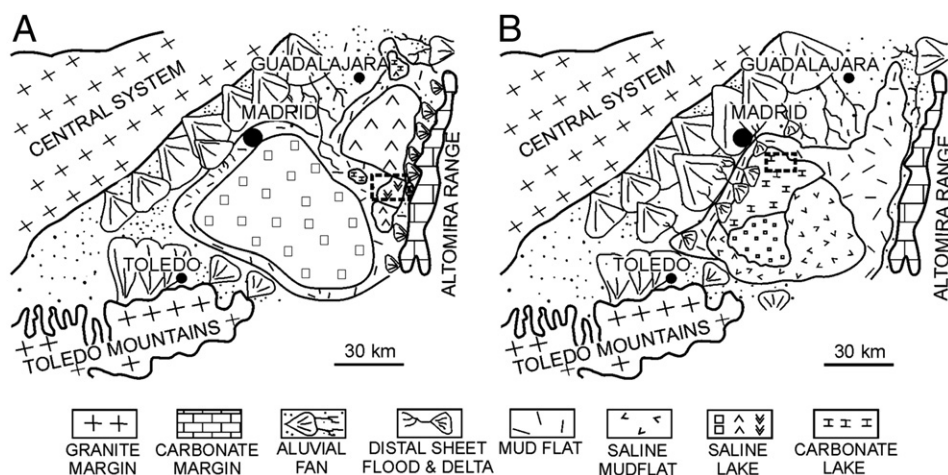 A
CENTRAL SYSTEM
GUADALAJARA
MADRID
TOLEDO
TOLEDO MOUNTAINS
ALTOMIRA RANGE
30 km
B
CENTRAL SYSTEM
GUADALAJARA
MADRID
TOLEDO
TOLEDO MOUNTAINS
ALTOMIRA RANGE
30 km
GRANITE
MARGIN
CARBONATE
MARGIN
ALUVIAL
FAN
DISTAL SHEET
FLOOD & DELTA
MUD FLAT
SALINE
MUDFLAT
SALINE
LAKE
CARBONATE
LAKE